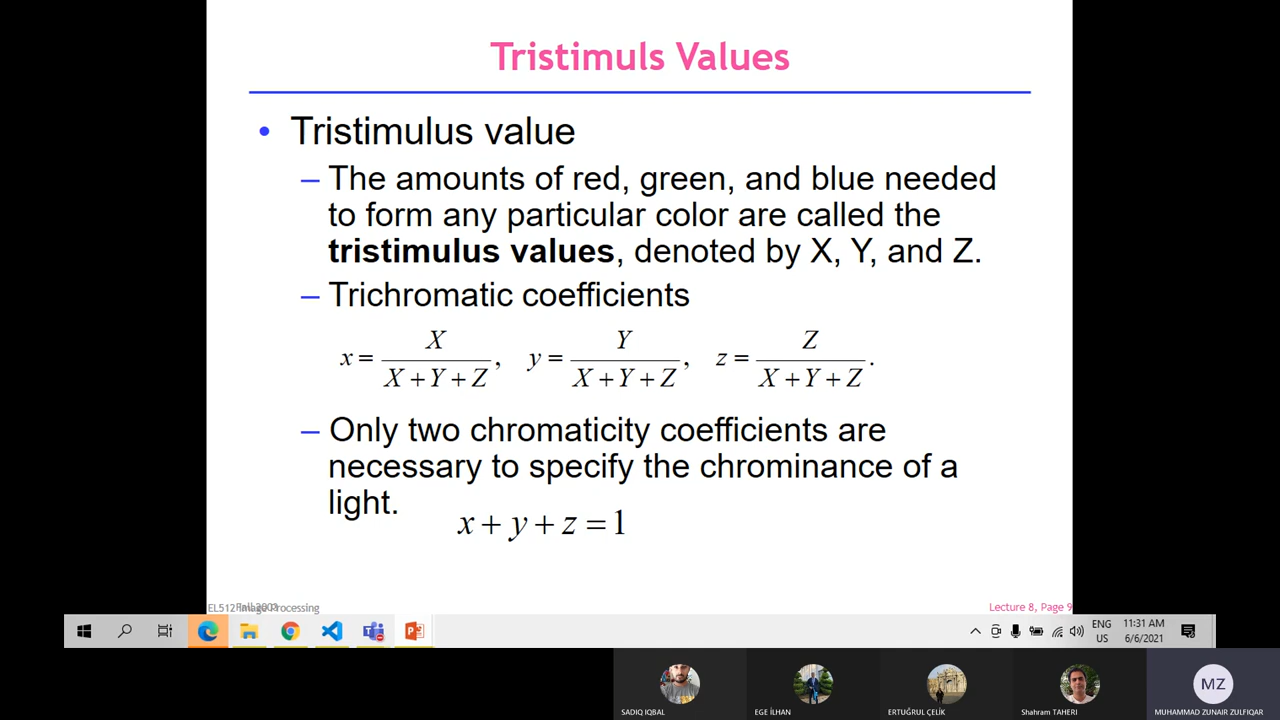 Tristimuls Values
• Tristimulus value
– The amounts of red, green, and blue needed
to form any particular color are called the
tristimulus values, denoted by X, Y, and Z.
– Trichromatic coefficients
x = X / (X + Y + Z), y = Y / (X + Y + Z), z = Z / (X + Y + Z).
– Only two chromaticity coefficients are
necessary to specify the chrominance of a
light.
x + y + z = 1
EL512 Image Processing
Lecture 8, Page 9
ENG
US
11:31 AM
6/6/2021
SADIQ IQBAL
EGE İLHAN
ERTUĞRUL ÇELİK
Shahram TAHERI
MZ
MUHAMMAD ZUNAIR ZULFIQAR